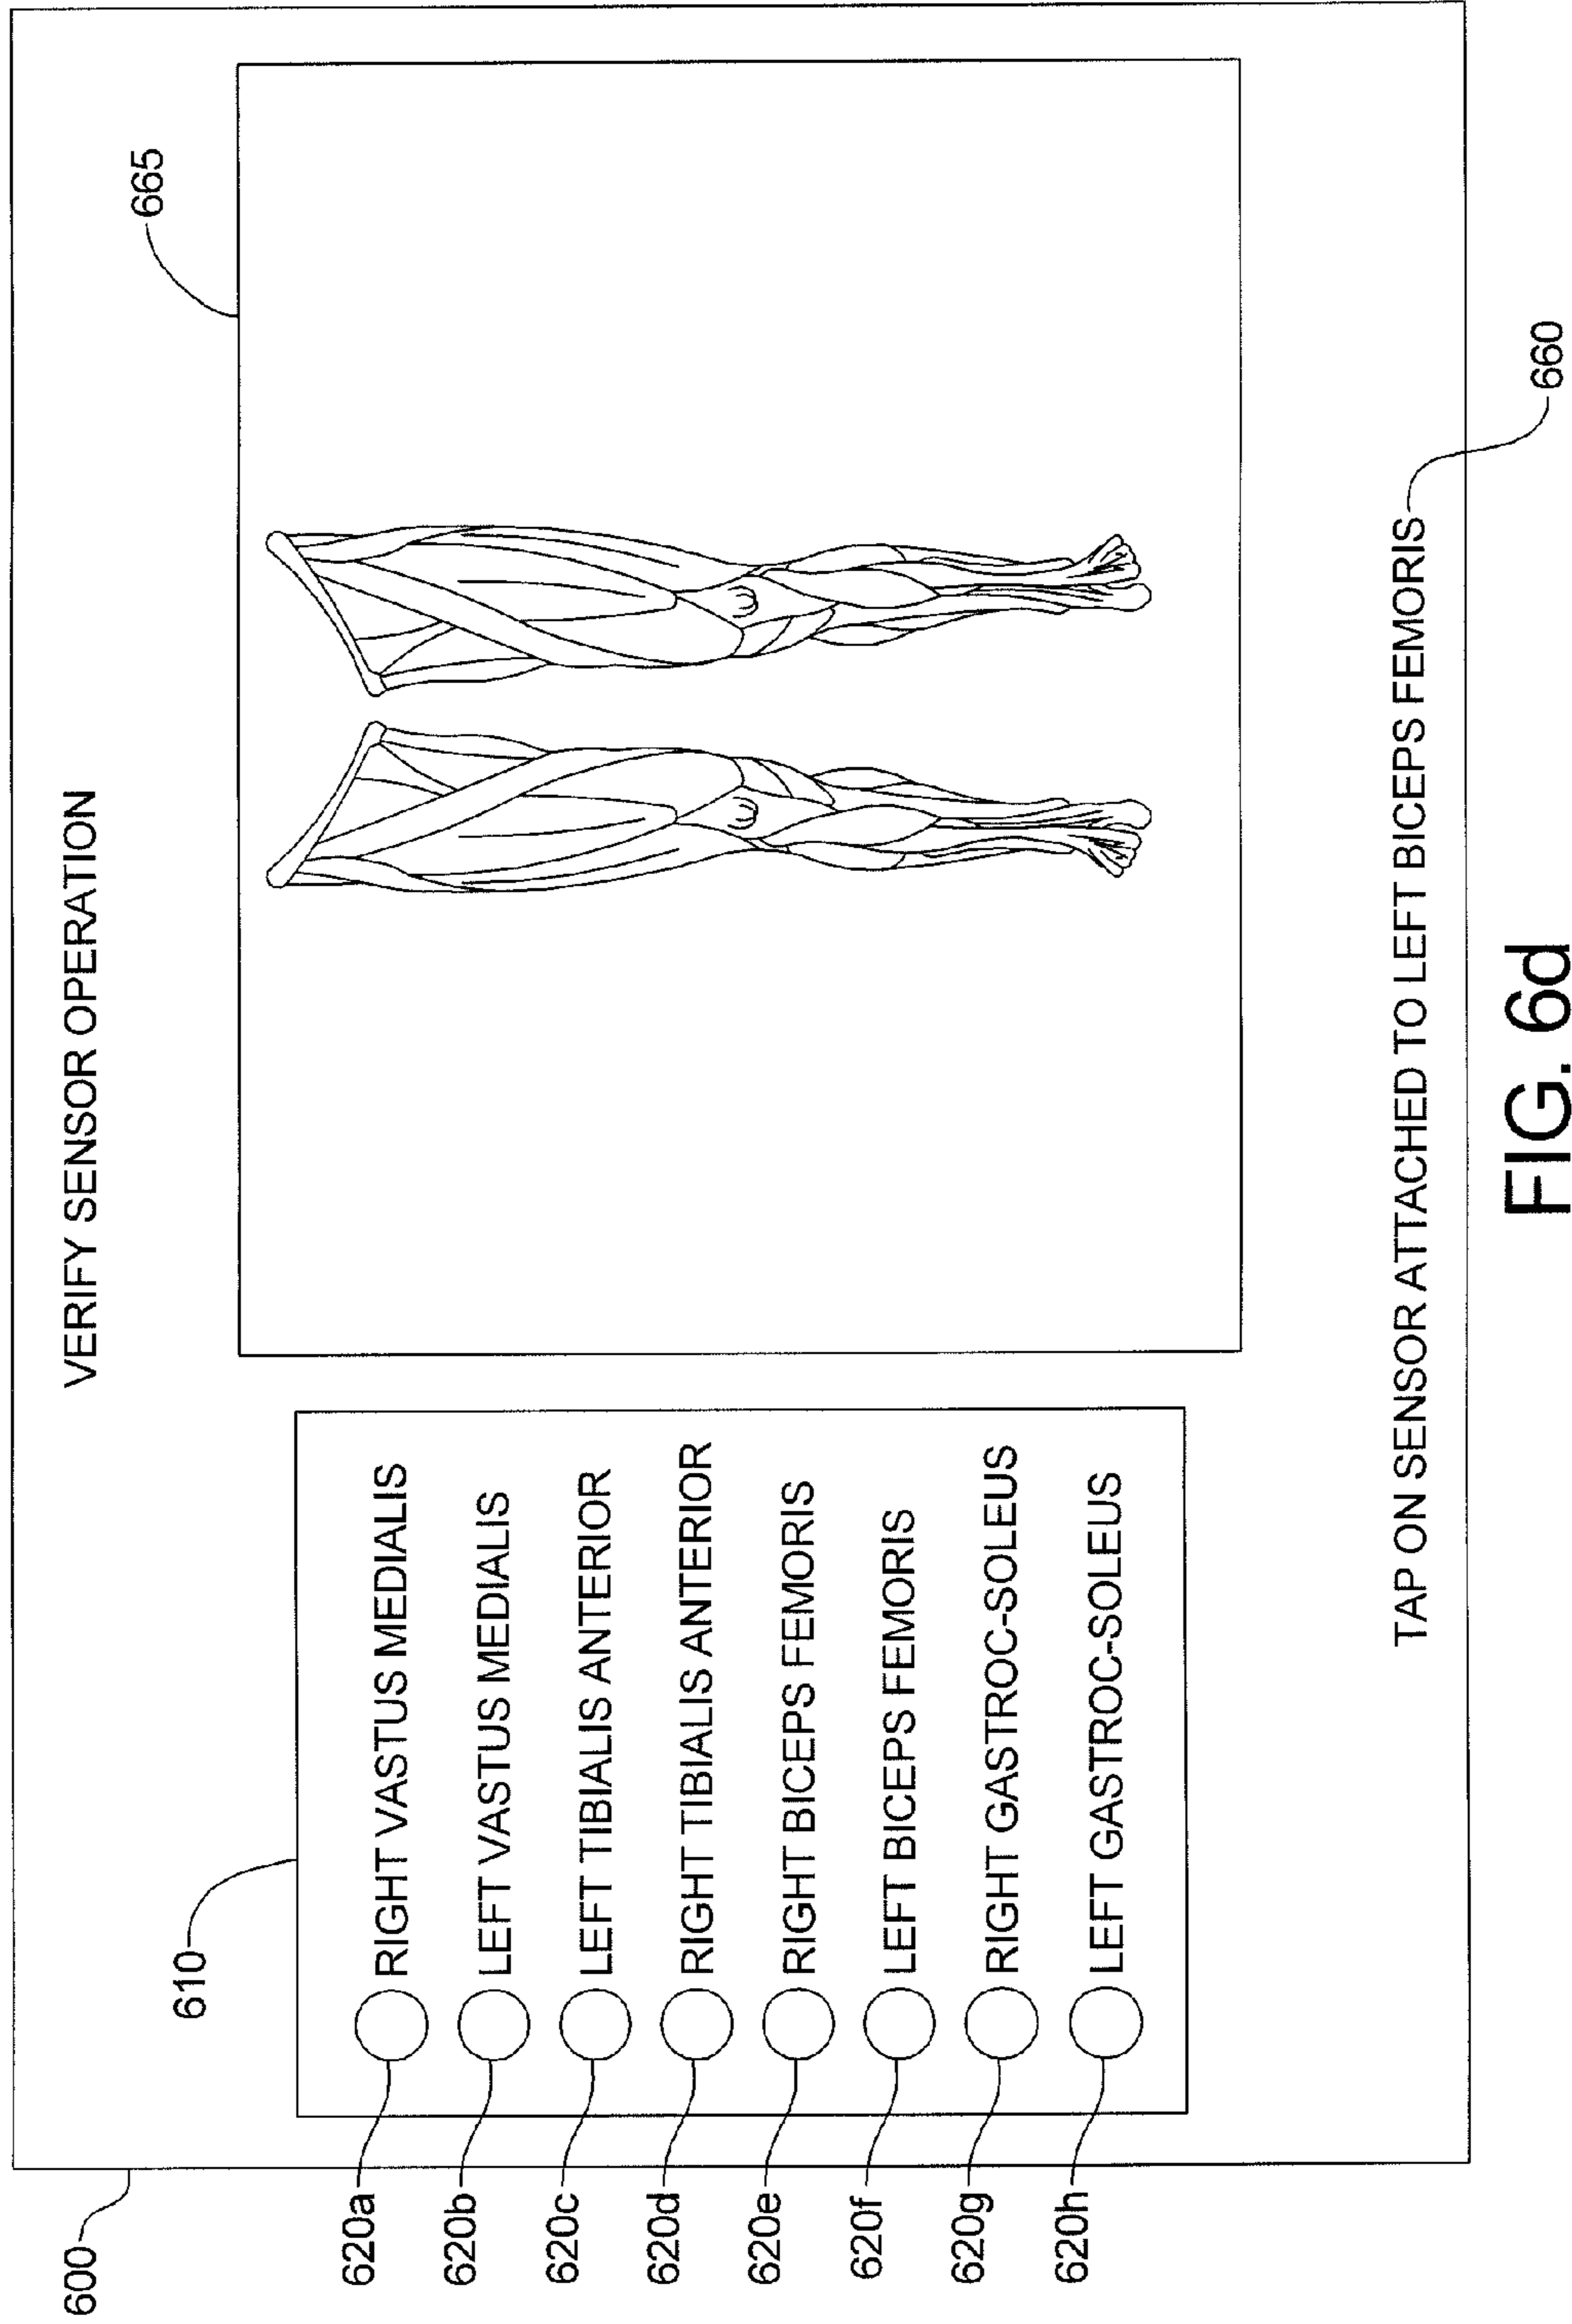 600
VERIFY SENSOR OPERATION
610
665
620a
RIGHT VASTUS MEDIALIS
620b
LEFT VASTUS MEDIALIS
620c
LEFT TIBIALIS ANTERIOR
620d
RIGHT TIBIALIS ANTERIOR
620e
RIGHT BICEPS FEMORIS
620f
LEFT BICEPS FEMORIS
620g
RIGHT GASTROC-SOLEUS
620h
LEFT GASTROC-SOLEUS
TAP ON SENSOR ATTACHED TO LEFT BICEPS FEMORIS
660
FIG. 6d